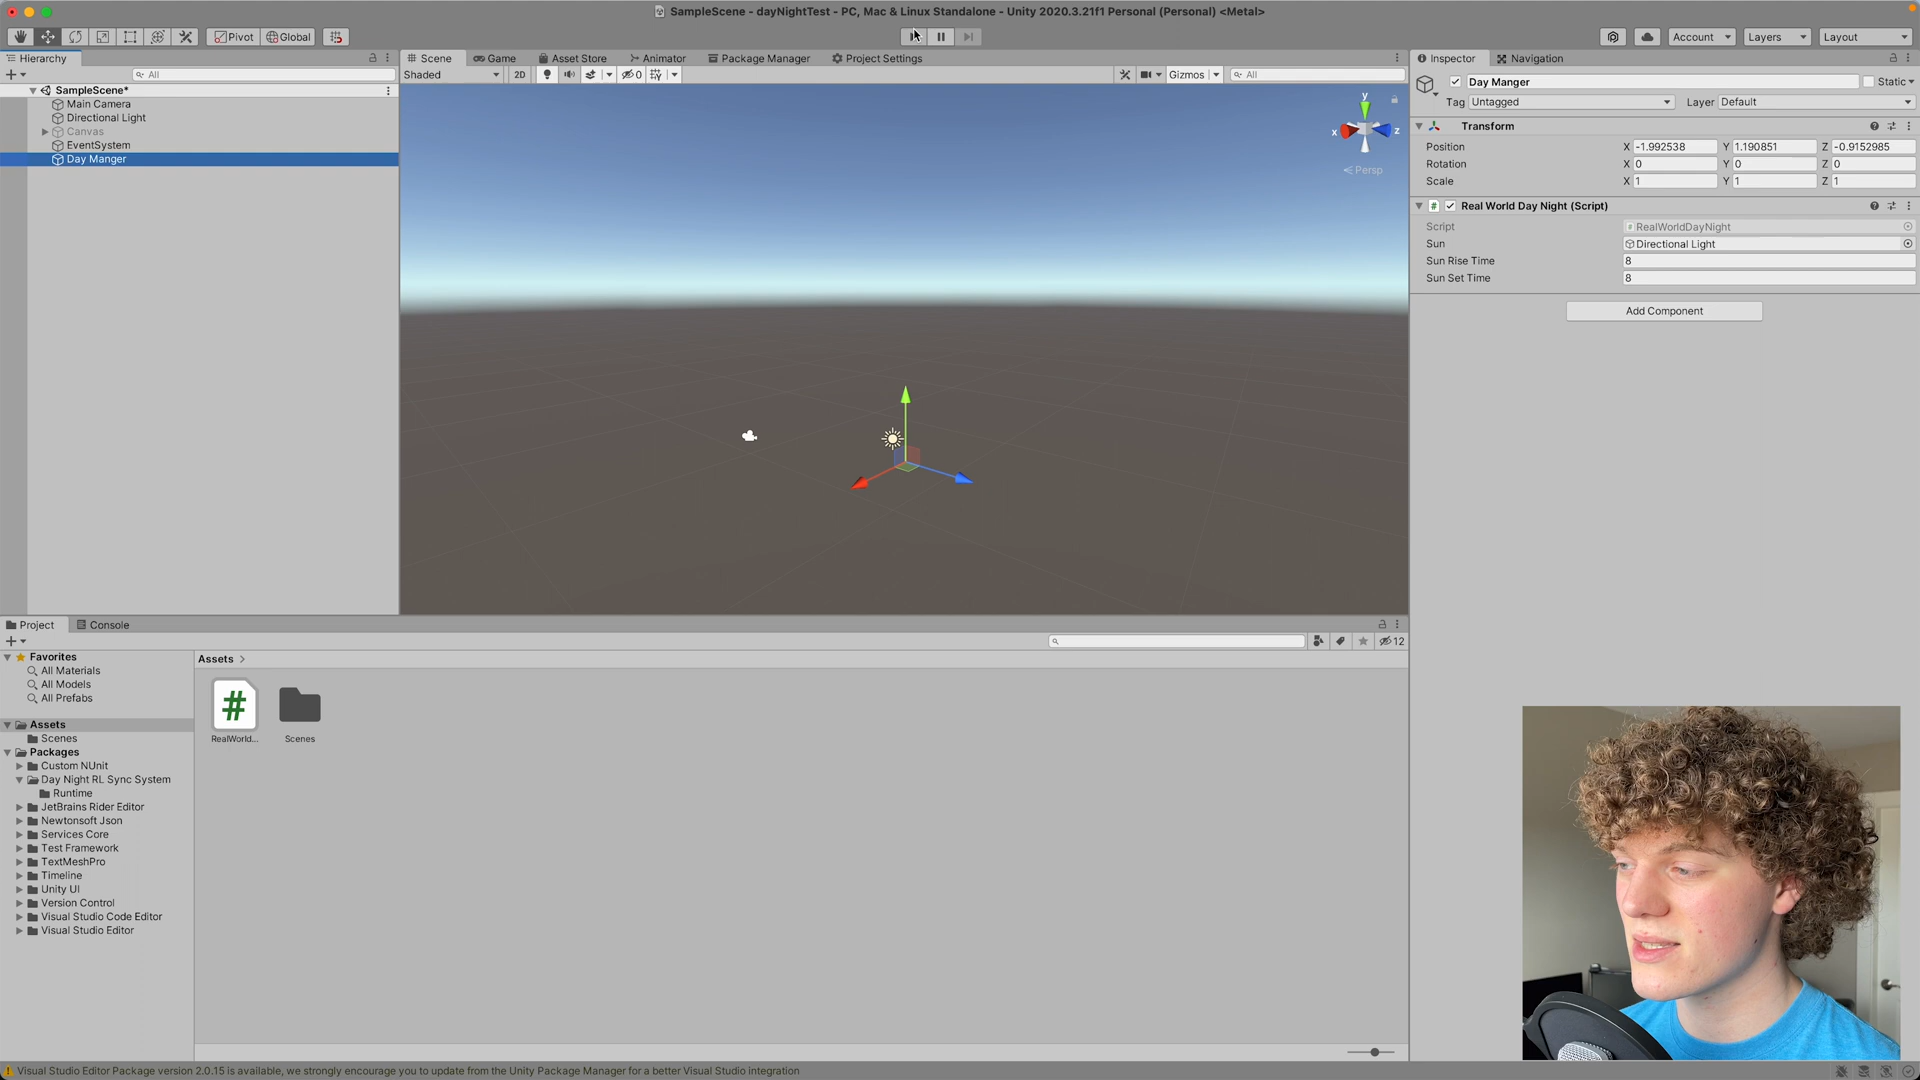 SampleScene - dayNightTest - PC, Mac & Linux Standalone - Unity 2020.3.21f1 Personal (Personal) <Metal>
Pivot Global Account Layers Layout
Hierarchy
All
SampleScene*
Main Camera
Directional Light
Canvas
EventSystem
Day Manger
Scene Game Asset Store Animator Package Manager Project Settings
Shaded 2D 0 Gizmos All
y
x z
Persp
Inspector Navigation
Day Manger Static
Tag Untagged Layer Default
Transform
Position X -1.992538 Y 1.190851 Z -0.9152985
Rotation X 0 Y 0 Z 0
Scale X 1 Y 1 Z 1
# Real World Day Night (Script)
Script RealWorldDayNight
Sun Directional Light
Sun Rise Time 8
Sun Set Time 8
Add Component
Project Console
12
Favorites
All Materials
All Models
All Prefabs
Assets
Scenes
Packages
Custom NUnit
Day Night RL Sync System
Runtime
JetBrains Rider Editor
Newtonsoft Json
Services Core
Test Framework
TextMeshPro
Timeline
Unity UI
Version Control
Visual Studio Code Editor
Visual Studio Editor
Assets >
#
RealWorld... Scenes
Visual Studio Editor Package version 2.0.15 is available, we strongly encourage you to update from the Unity Package Manager for a better Visual Studio integration